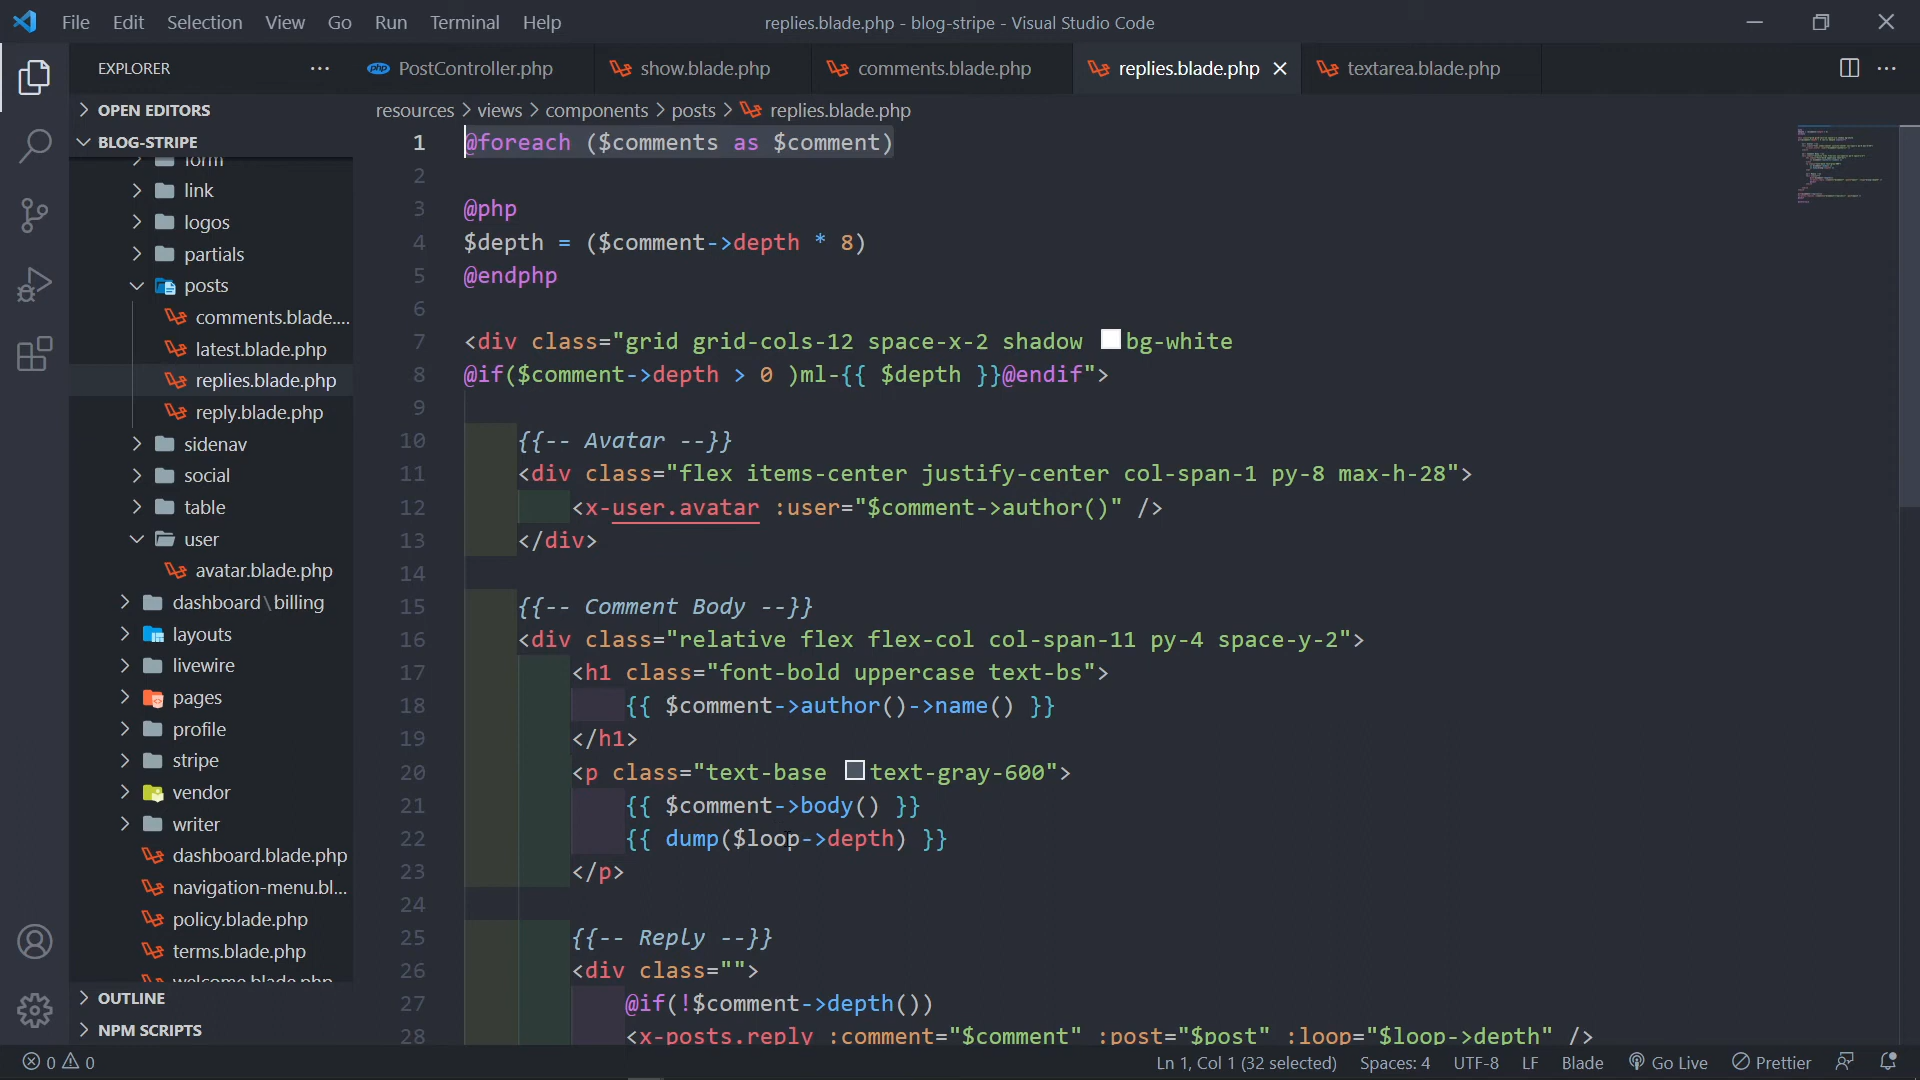 File Edit Selection View Go Run Terminal Help
replies.blade.php - blog-stripe - Visual Studio Code
EXPLORER
PostController.php
show.blade.php
comments.blade.php
replies.blade.php
textarea.blade.php
OPEN EDITORS
BLOG-STRIPE
form
link
logos
partials
posts
comments.blade....
latest.blade.php
replies.blade.php
reply.blade.php
sidenav
social
table
user
avatar.blade.php
dashboard\billing
layouts
livewire
pages
profile
stripe
vendor
writer
dashboard.blade.php
navigation-menu.bl...
policy.blade.php
terms.blade.php
welcome.blade.php
OUTLINE
NPM SCRIPTS
resources > views > components > posts > replies.blade.php
1 @foreach ($comments as $comment)
2
3 @php
4 $depth = ($comment->depth * 8)
5 @endphp
6
7 <div class="grid grid-cols-12 space-x-2 shadow bg-white
8 @if($comment->depth > 0 )ml-{{ $depth }}@endif">
9
10 {{-- Avatar --}}
11 <div class="flex items-center justify-center col-span-1 py-8 max-h-28">
12 <x-user.avatar :user="$comment->author()" />
13 </div>
14
15 {{-- Comment Body --}}
16 <div class="relative flex flex-col col-span-11 py-4 space-y-2">
17 <h1 class="font-bold uppercase text-bs">
18 {{ $comment->author()->name() }}
19 </h1>
20 <p class="text-base text-gray-600">
21 {{ $comment->body() }}
22 {{ dump($loop->depth) }}
23 </p>
24
25 {{-- Reply --}}
26 <div class="">
27 @if(!$comment->depth())
28 <x-posts.reply :comment="$comment" :post="$post" :loop="$loop->depth" />
0 0
Ln 1, Col 1 (32 selected) Spaces: 4 UTF-8 LF Blade Go Live Prettier